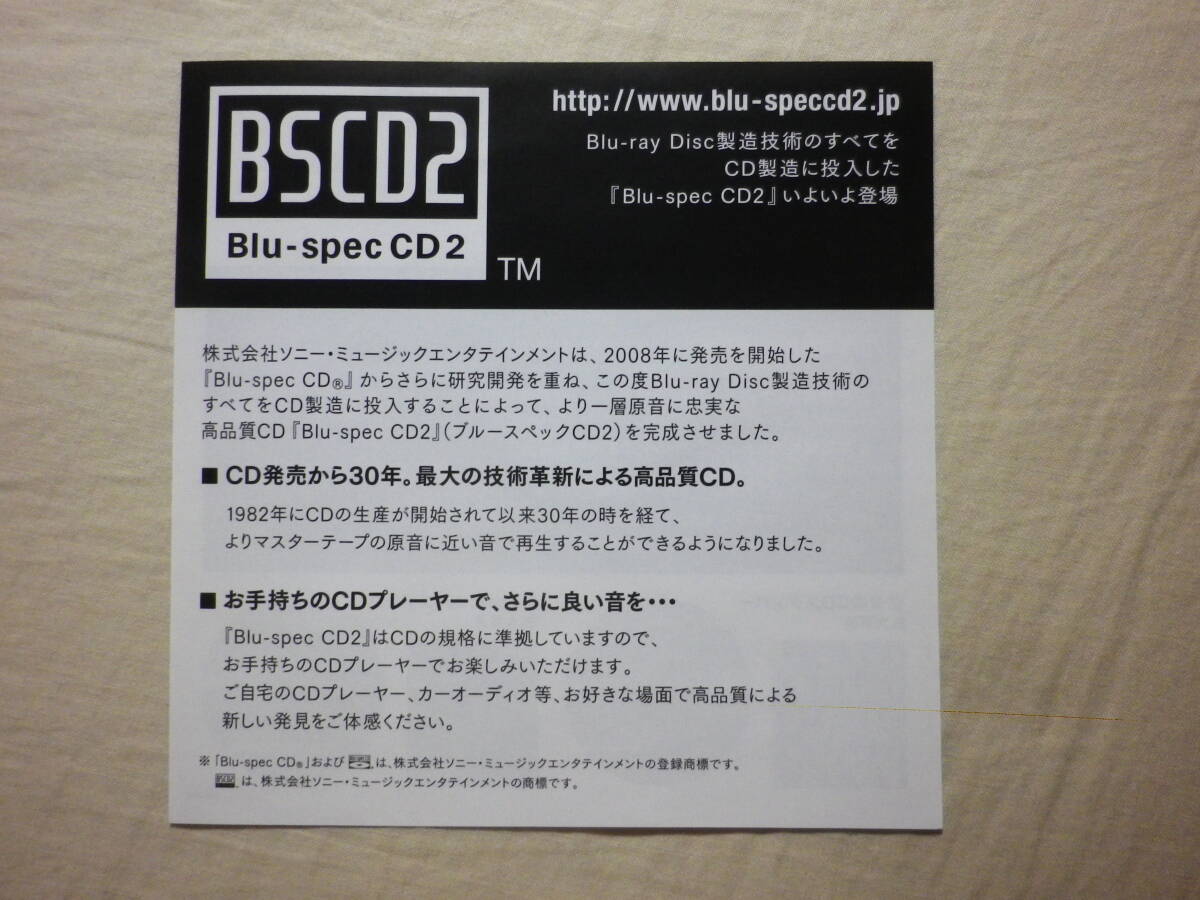 BSCD2
Blu-spec CD2
TM
http://www.blu-speccd2.jp
Blu-ray Disc製造技術のすべてを
CD製造に投入した
『Blu-spec CD2』いよいよ登場
株式会社ソニー・ミュージックエンタテインメントは、2008年に発売を開始した
『Blu-spec CD®』からさらに研究開発を重ね、この度Blu-ray Disc製造技術の
すべてをCD製造に投入することによって、より一層原音に忠実な
高品質CD『Blu-spec CD2』(ブルースペックCD2)を完成させました。
■ CD発売から30年。最大の技術革新による高品質CD。
1982年にCDの生産が開始されて以来30年の時を経て、
よりマスターテープの原音に近い音で再生することができるようになりました。
■ お手持ちのCDプレーヤーで、さらに良い音を・・・
『Blu-spec CD2』はCDの規格に準拠していますので、
お手持ちのCDプレーヤーでお楽しみいただけます。
ご自宅のCDプレーヤー、カーオーディオ等、お好きな場面で高品質による
新しい発見をご体感ください。
※「Blu-spec CD®」および は、株式会社ソニー・ミュージックエンタテインメントの登録商標です。
BSCD2 は、株式会社ソニー・ミュージックエンタテインメントの商標です。